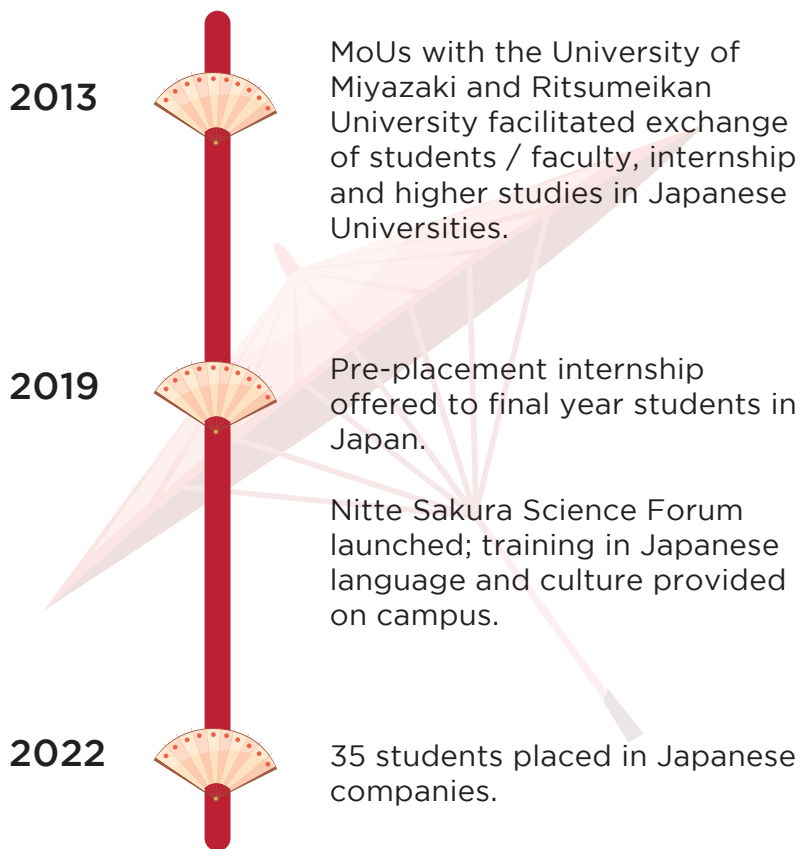 2013
MoUs with the University of
Miyazaki and Ritsumeikan
University facilitated exchange
of students / faculty, internship
and higher studies in Japanese
Universities.
2019
Pre-placement internship
offered to final year students in
Japan.
Nitte Sakura Science Forum
launched; training in Japanese
language and culture provided
on campus.
2022
35 students placed in Japanese
companies.